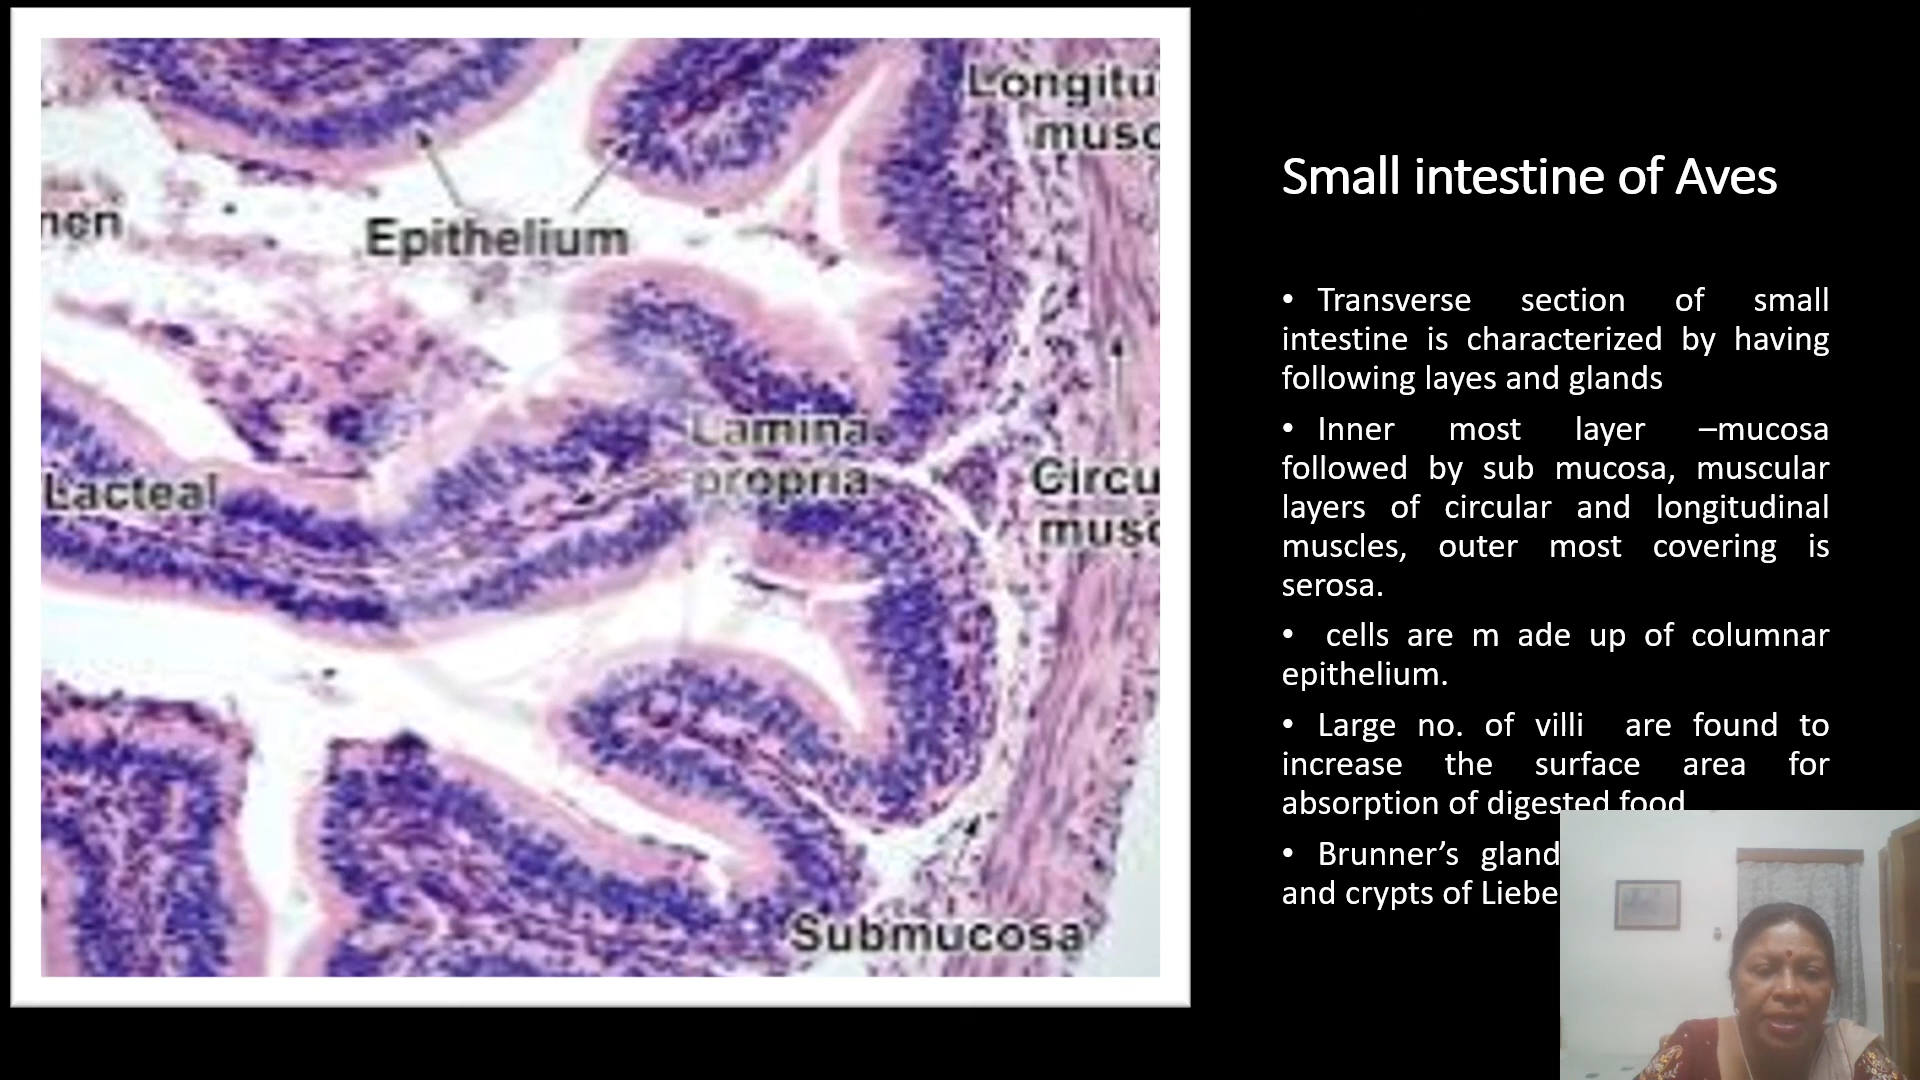 Longitu
musc
men
Epithelium
Lamina
propria
Lacteal
Circu
musc
Submucosa
Small intestine of Aves
• Transverse section of small
intestine is characterized by having
following layes and glands
• Inner most layer –mucosa
followed by sub mucosa, muscular
layers of circular and longitudinal
muscles, outer most covering is
serosa.
• cells are m ade up of columnar
epithelium.
• Large no. of villi are found to
increase the surface area for
absorption of digested food
• Brunner’s gland
and crypts of Liebe